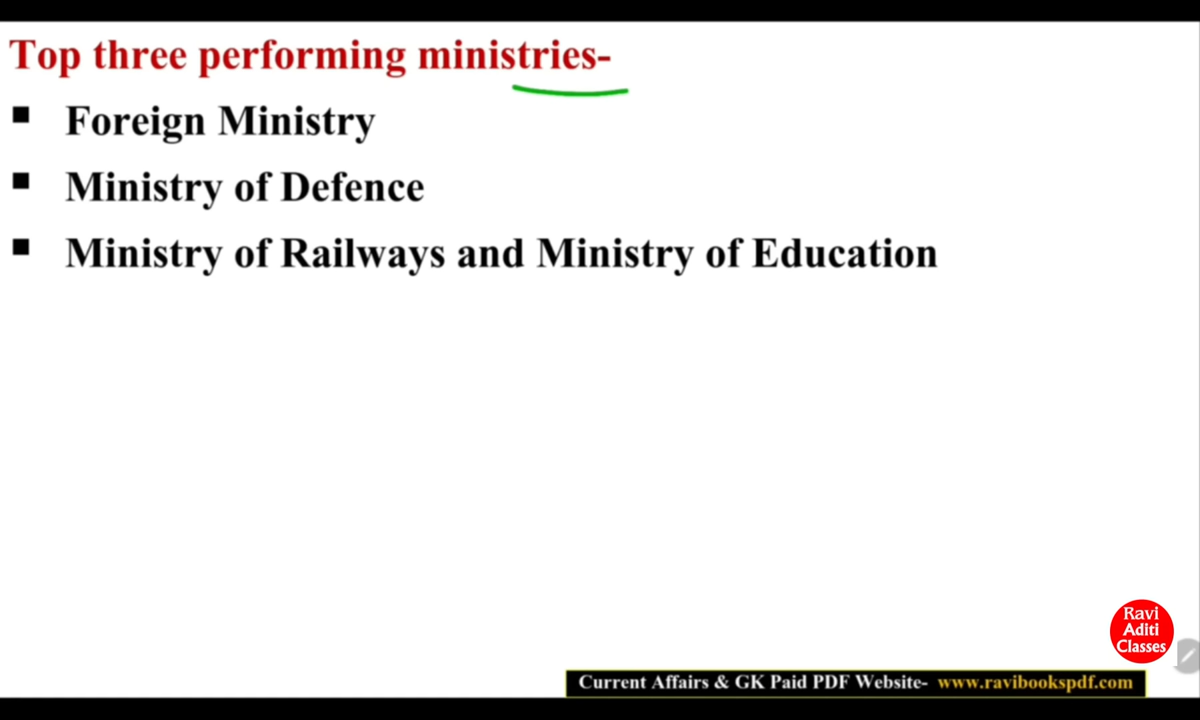 Top three performing ministries-
▪ Foreign Ministry
▪ Ministry of Defence
▪ Ministry of Railways and Ministry of Education
Ravi
Aditi
Classes
Current Affairs & GK Paid PDF Website- www.ravibookspdf.com